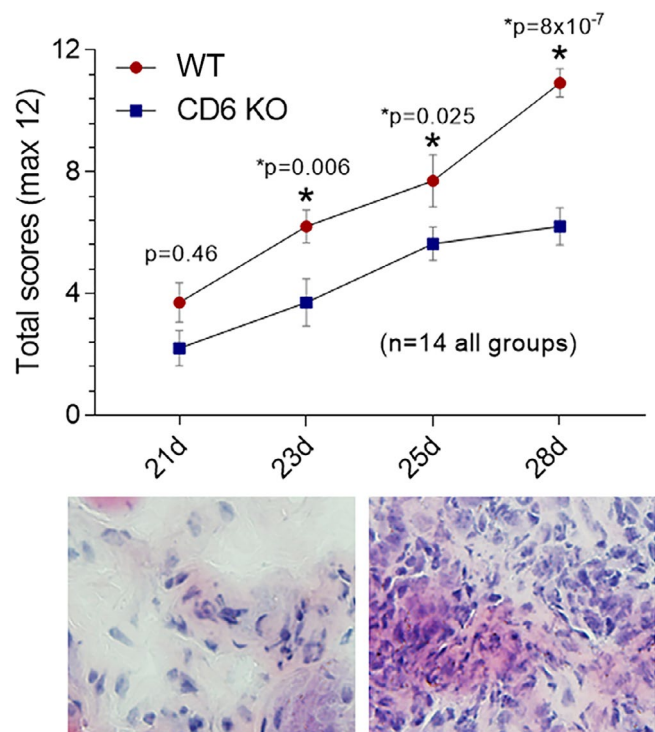 *p=8x10-7
12
*
WT
CD6 KO
*p=0.025
*
*p=0.006
*
8
p=0.46
4
(n=14 all groups)
0
Total scores (max 12)
21d
23d
25d
28d